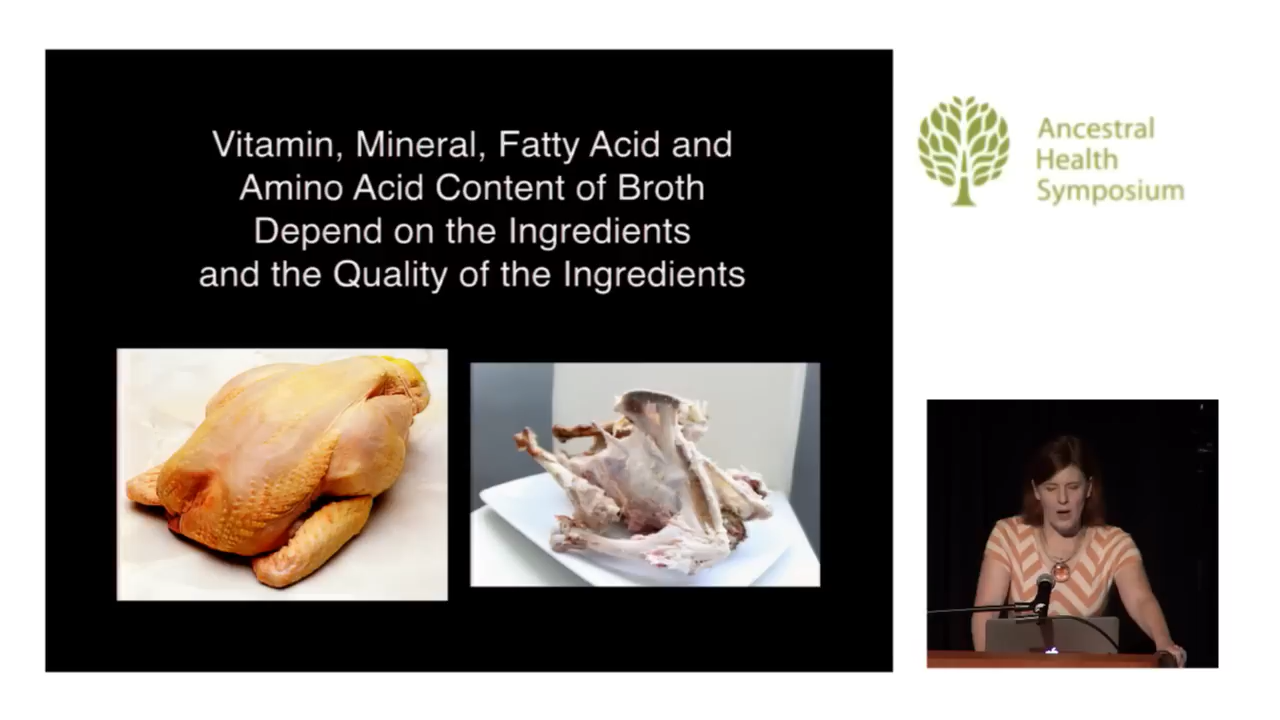 Vitamin, Mineral, Fatty Acid and
Amino Acid Content of Broth
Depend on the Ingredients
and the Quality of the Ingredients
Ancestral
Health
Symposium